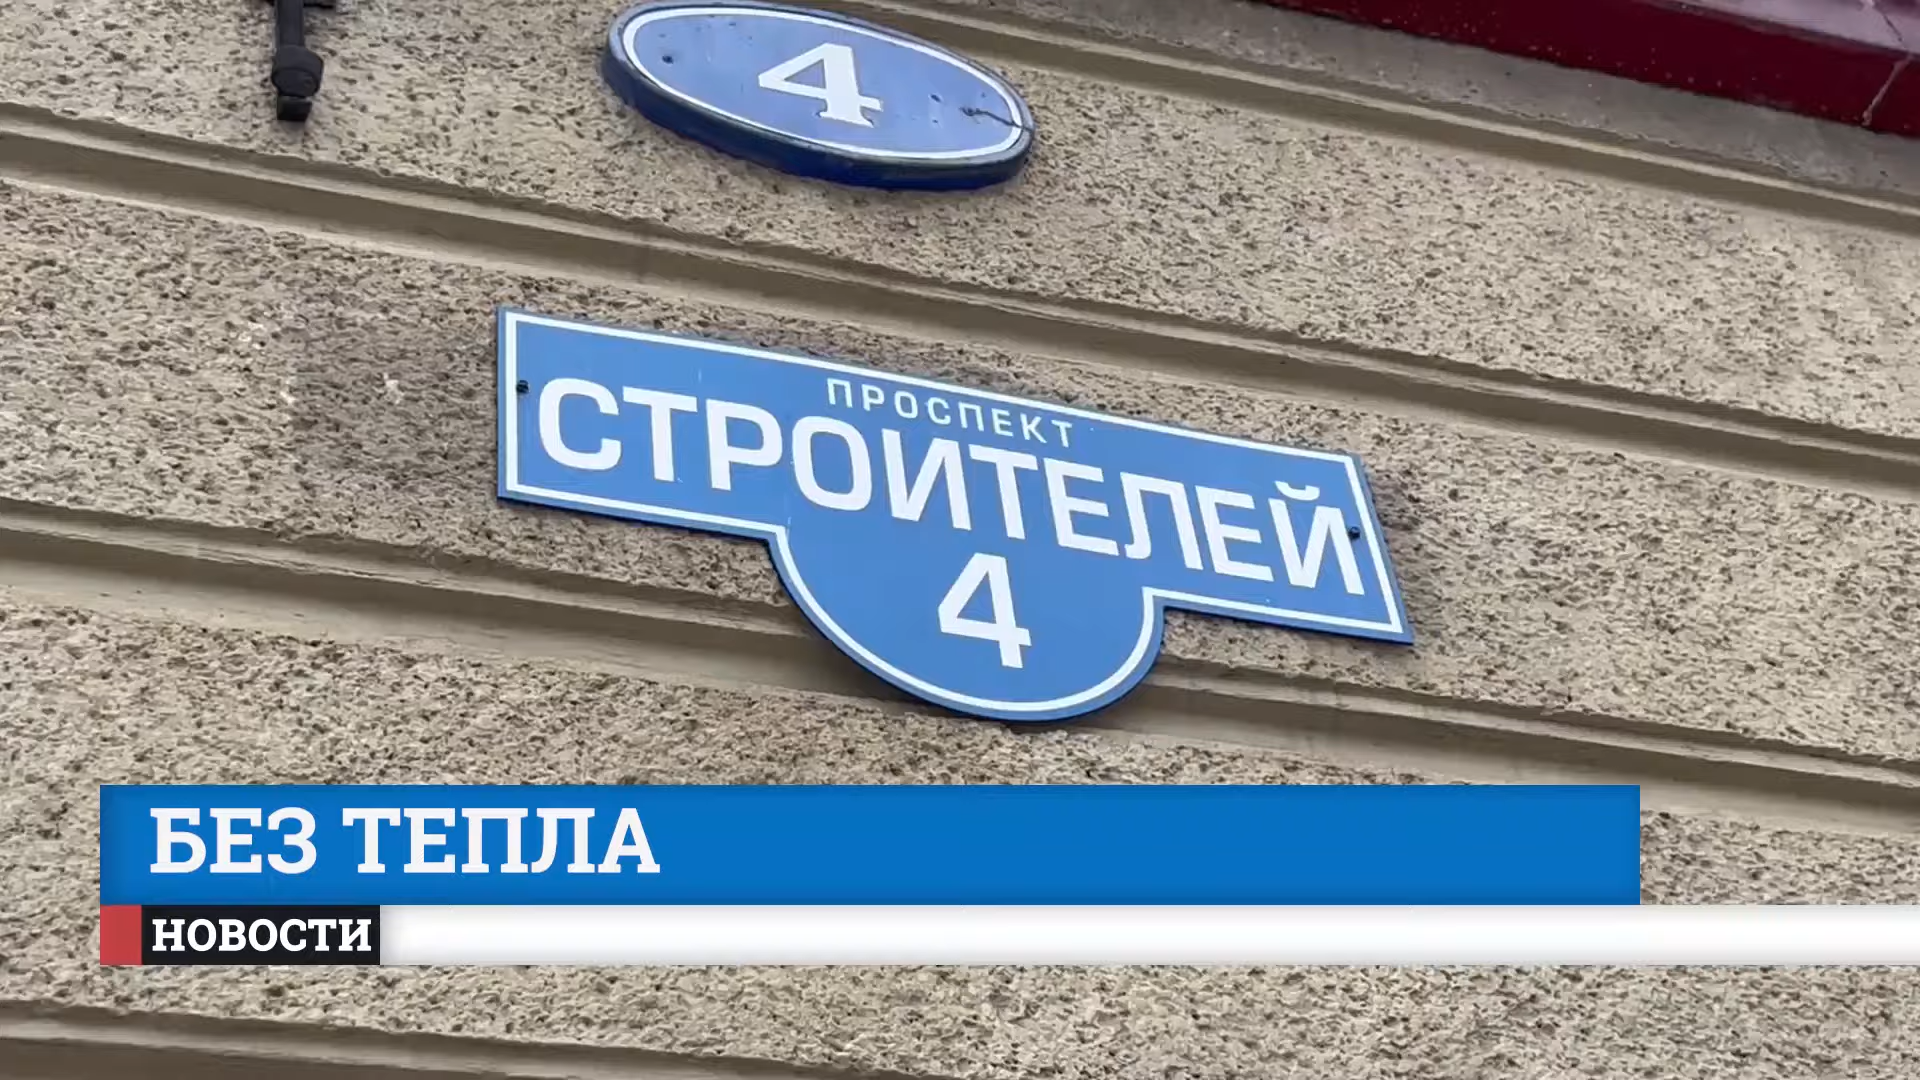 4
ПРОСПЕКТ
СТРОИТЕЛЕЙ
4
БЕЗ ТЕПЛА
НОВОСТИ